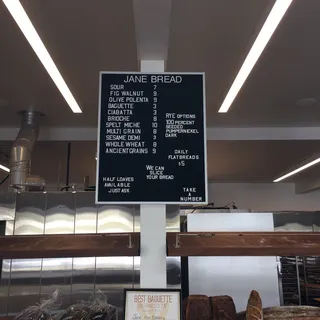 JANE BREAD
SOUR 7
FIG WALNUT 9
OLIVE POLENTA 9
BAGUETTE 3
CIABATTA 3
BRIOCHE 8
SPELT MICHE 10
MULTI GRAIN 8
SESAME DEMI 3
WHOLE WHEAT 8
ANCIENTGRAINS 9
RYE OPTIONS
100 PERCENT
SEEDED
PUMPERNICKEL
DARK
DAILY
FLATBREADS
$5
WE CAN
SLICE
YOUR BREAD
HALF LOAVES
AVAILABLE
JUST ASK
TAKE
A
NUMBER
BEST BAGUETTE